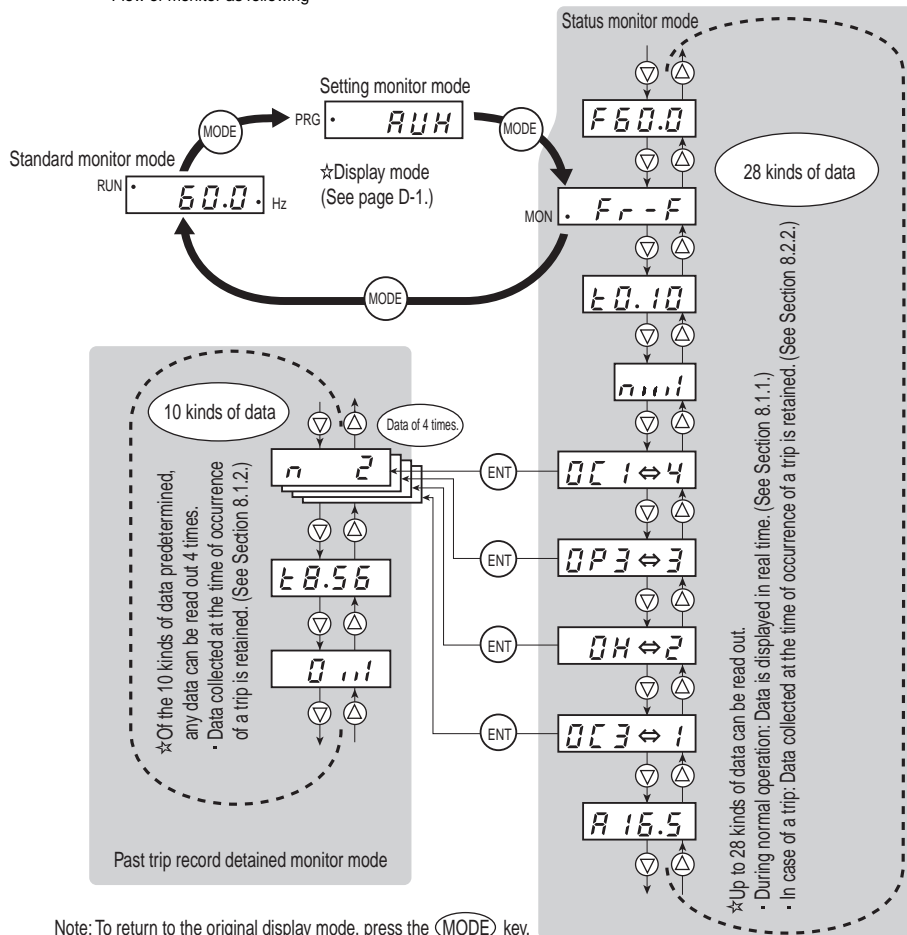 Flow of monitor as following
Status monitor mode
Setting monitor mode
MODE
PRG
AUH
MODE
Standard monitor mode
RUN
60.0
Hz
☆Display mode
(See page D-1.)
MODE
F60.0
28 kinds of data
MON
Fr-F
t0.10
10 kinds of data
Data of 4 times.
n 2
t8.56
☆Of the 10 kinds of data predetermined,
any data can be read out 4 times.
- Data collected at the time of occurrence
of a trip is retained. (See Section 8.1.2.)
Past trip record detained monitor mode
ENT
OC1⇔4
ENT
OP3⇔3
ENT
OH⇔2
ENT
OC3⇔1
A16.5
☆Up to 28 kinds of data can be read out.
- During normal operation: Data is displayed in real time. (See Section 8.1.1.)
- In case of a trip: Data collected at the time of occurrence of a trip is retained. (See Section 8.2.2.)
Note: To return to the original display mode, press the MODE key.